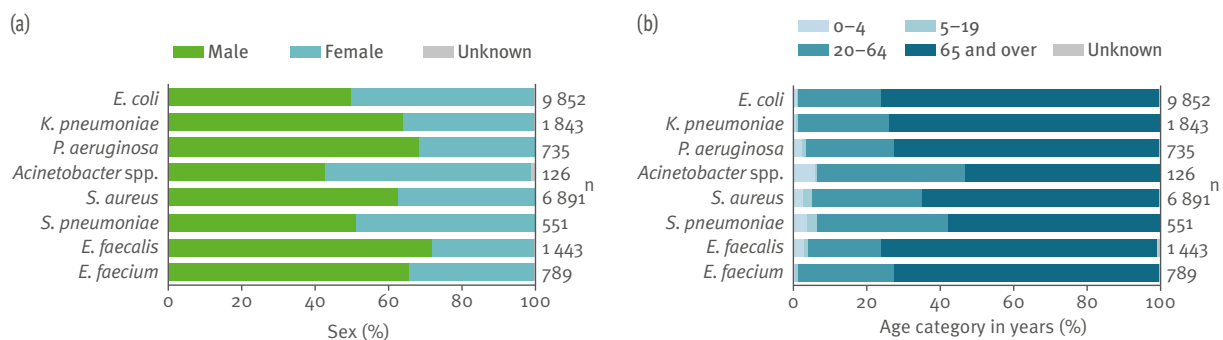 (a)
Male Female Unknown
E. coli 9 852
K. pneumoniae 1 843
P. aeruginosa 735
Acinetobacter spp. 126
S. aureus 6 891
S. pneumoniae 551
E. faecalis 1 443
E. faecium 789
n
0 20 40 60 80 100
Sex (%)
(b)
0–4 5–19
20–64 65 and over Unknown
E. coli 9 852
K. pneumoniae 1 843
P. aeruginosa 735
Acinetobacter spp. 126
S. aureus 6 891
S. pneumoniae 551
E. faecalis 1 443
E. faecium 789
n
0 20 40 60 80 100
Age category in years (%)